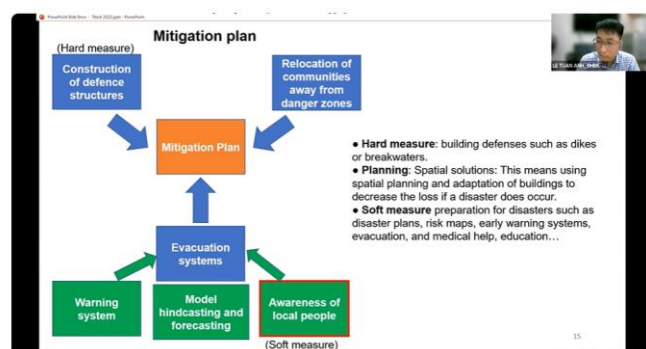 Mitigation plan
(Hard measure)
Construction
of defence
structures
Relocation of
communities
away from
danger zones
Mitigation Plan
Evacuation
systems
Warning
system
Model
hindcasting and
forecasting
Awareness of
local people
(Soft measure)
● Hard measure: building defenses such as dikes
or breakwaters.
● Planning: Spatial solutions: This means using
spatial planning and adaptation of buildings to
decrease the loss if a disaster does occur.
● Soft measure preparation for disasters such as
disaster plans, risk maps, early warning systems,
evacuation, and medical help, education…
15